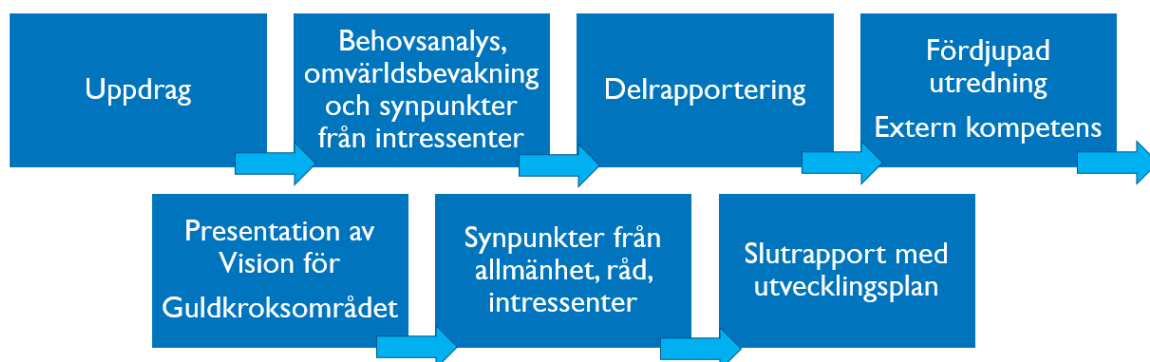 Uppdrag
Behovsanalys,
omvärldsbevakning
och synpunkter
från intressenter
Delrapportering
Fördjupad
utredning
Extern kompetens
Presentation av
Vision för
Guldkroksområdet
Synpunkter från
allmänhet, råd,
intressenter
Slutrapport med
utvecklingsplan